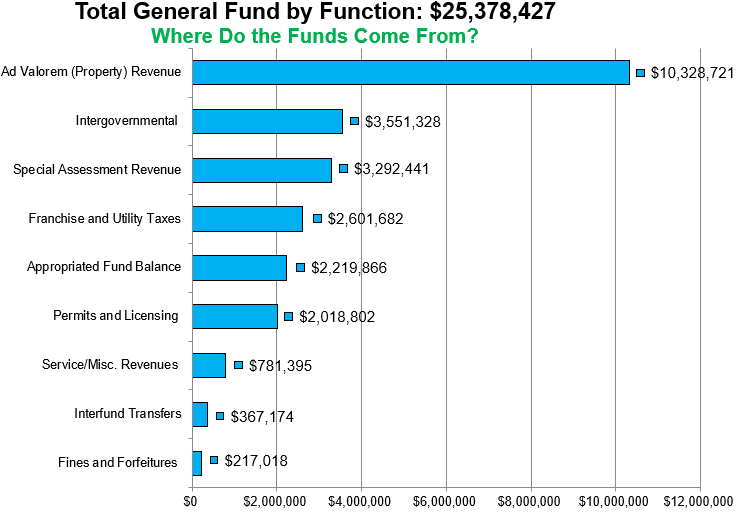 Total General Fund by Function: $25,378,427
Where Do the Funds Come From?
Ad Valorem (Property) Revenue $10,328,721
Intergovernmental $3,551,328
Special Assessment Revenue $3,292,441
Franchise and Utility Taxes $2,601,682
Appropriated Fund Balance $2,219,866
Permits and Licensing $2,018,802
Service/Misc. Revenues $781,395
Interfund Transfers $367,174
Fines and Forfeitures $217,018
$0 $2,000,000 $4,000,000 $6,000,000 $8,000,000 $10,000,000 $12,000,000